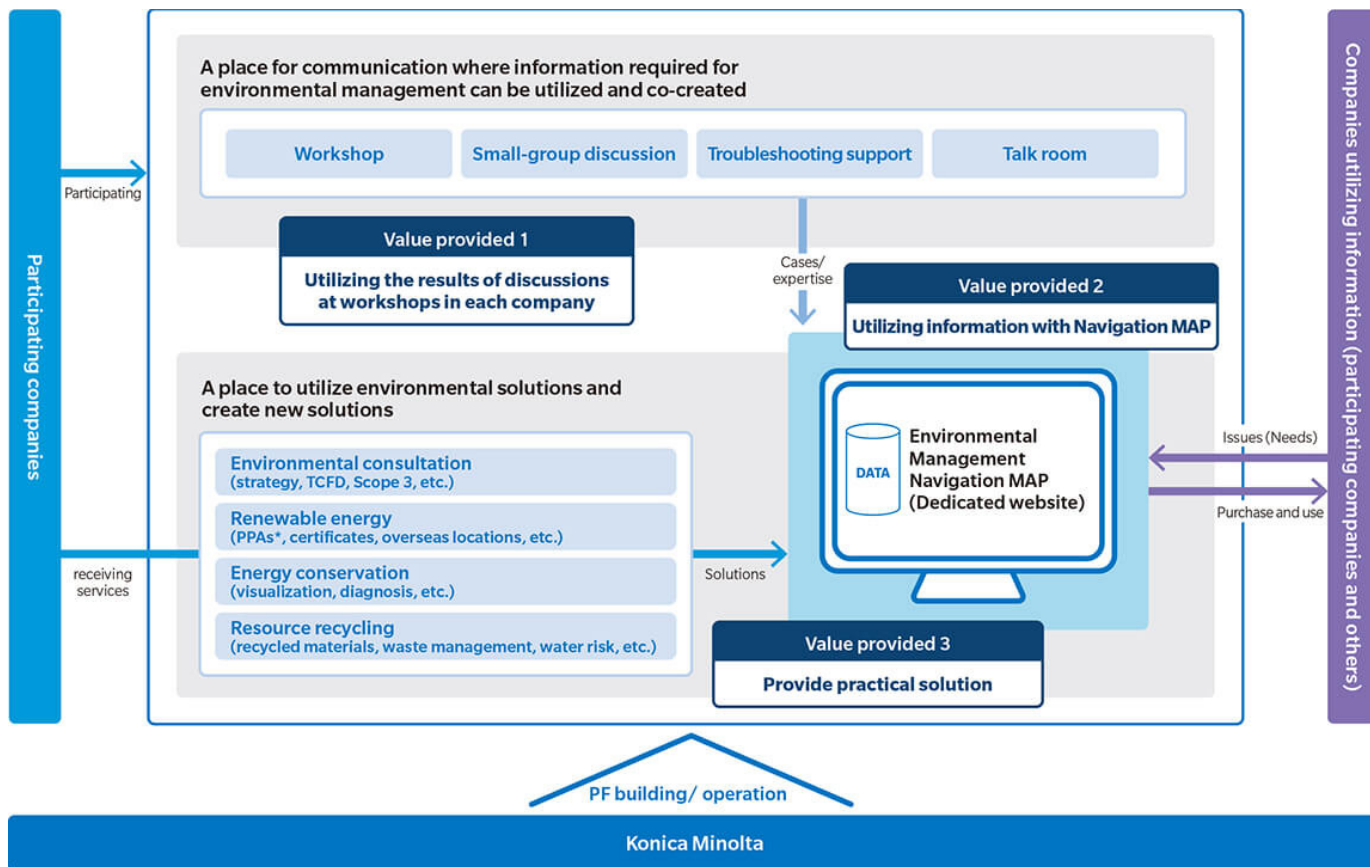 A place for communication where information required for
environmental management can be utilized and co-created
Workshop
Small-group discussion
Troubleshooting support
Talk room
Participating
Participating companies
Value provided 1
Utilizing the results of discussions
at workshops in each company
Cases/
expertise
Value provided 2
Utilizing information with Navigation MAP
A place to utilize environmental solutions and
create new solutions
Environmental consultation
(strategy, TCFD, Scope 3, etc.)
Renewable energy
(PPAs*, certificates, overseas locations, etc.)
Energy conservation
(visualization, diagnosis, etc.)
Resource recycling
(recycled materials, waste management, water risk, etc.)
receiving
services
Solutions
DATA
Environmental
Management
Navigation MAP
(Dedicated website)
Value provided 3
Provide practical solution
Issues (Needs)
Purchase and use
Companies utilizing information (participating companies and others)
PF building/ operation
Konica Minolta